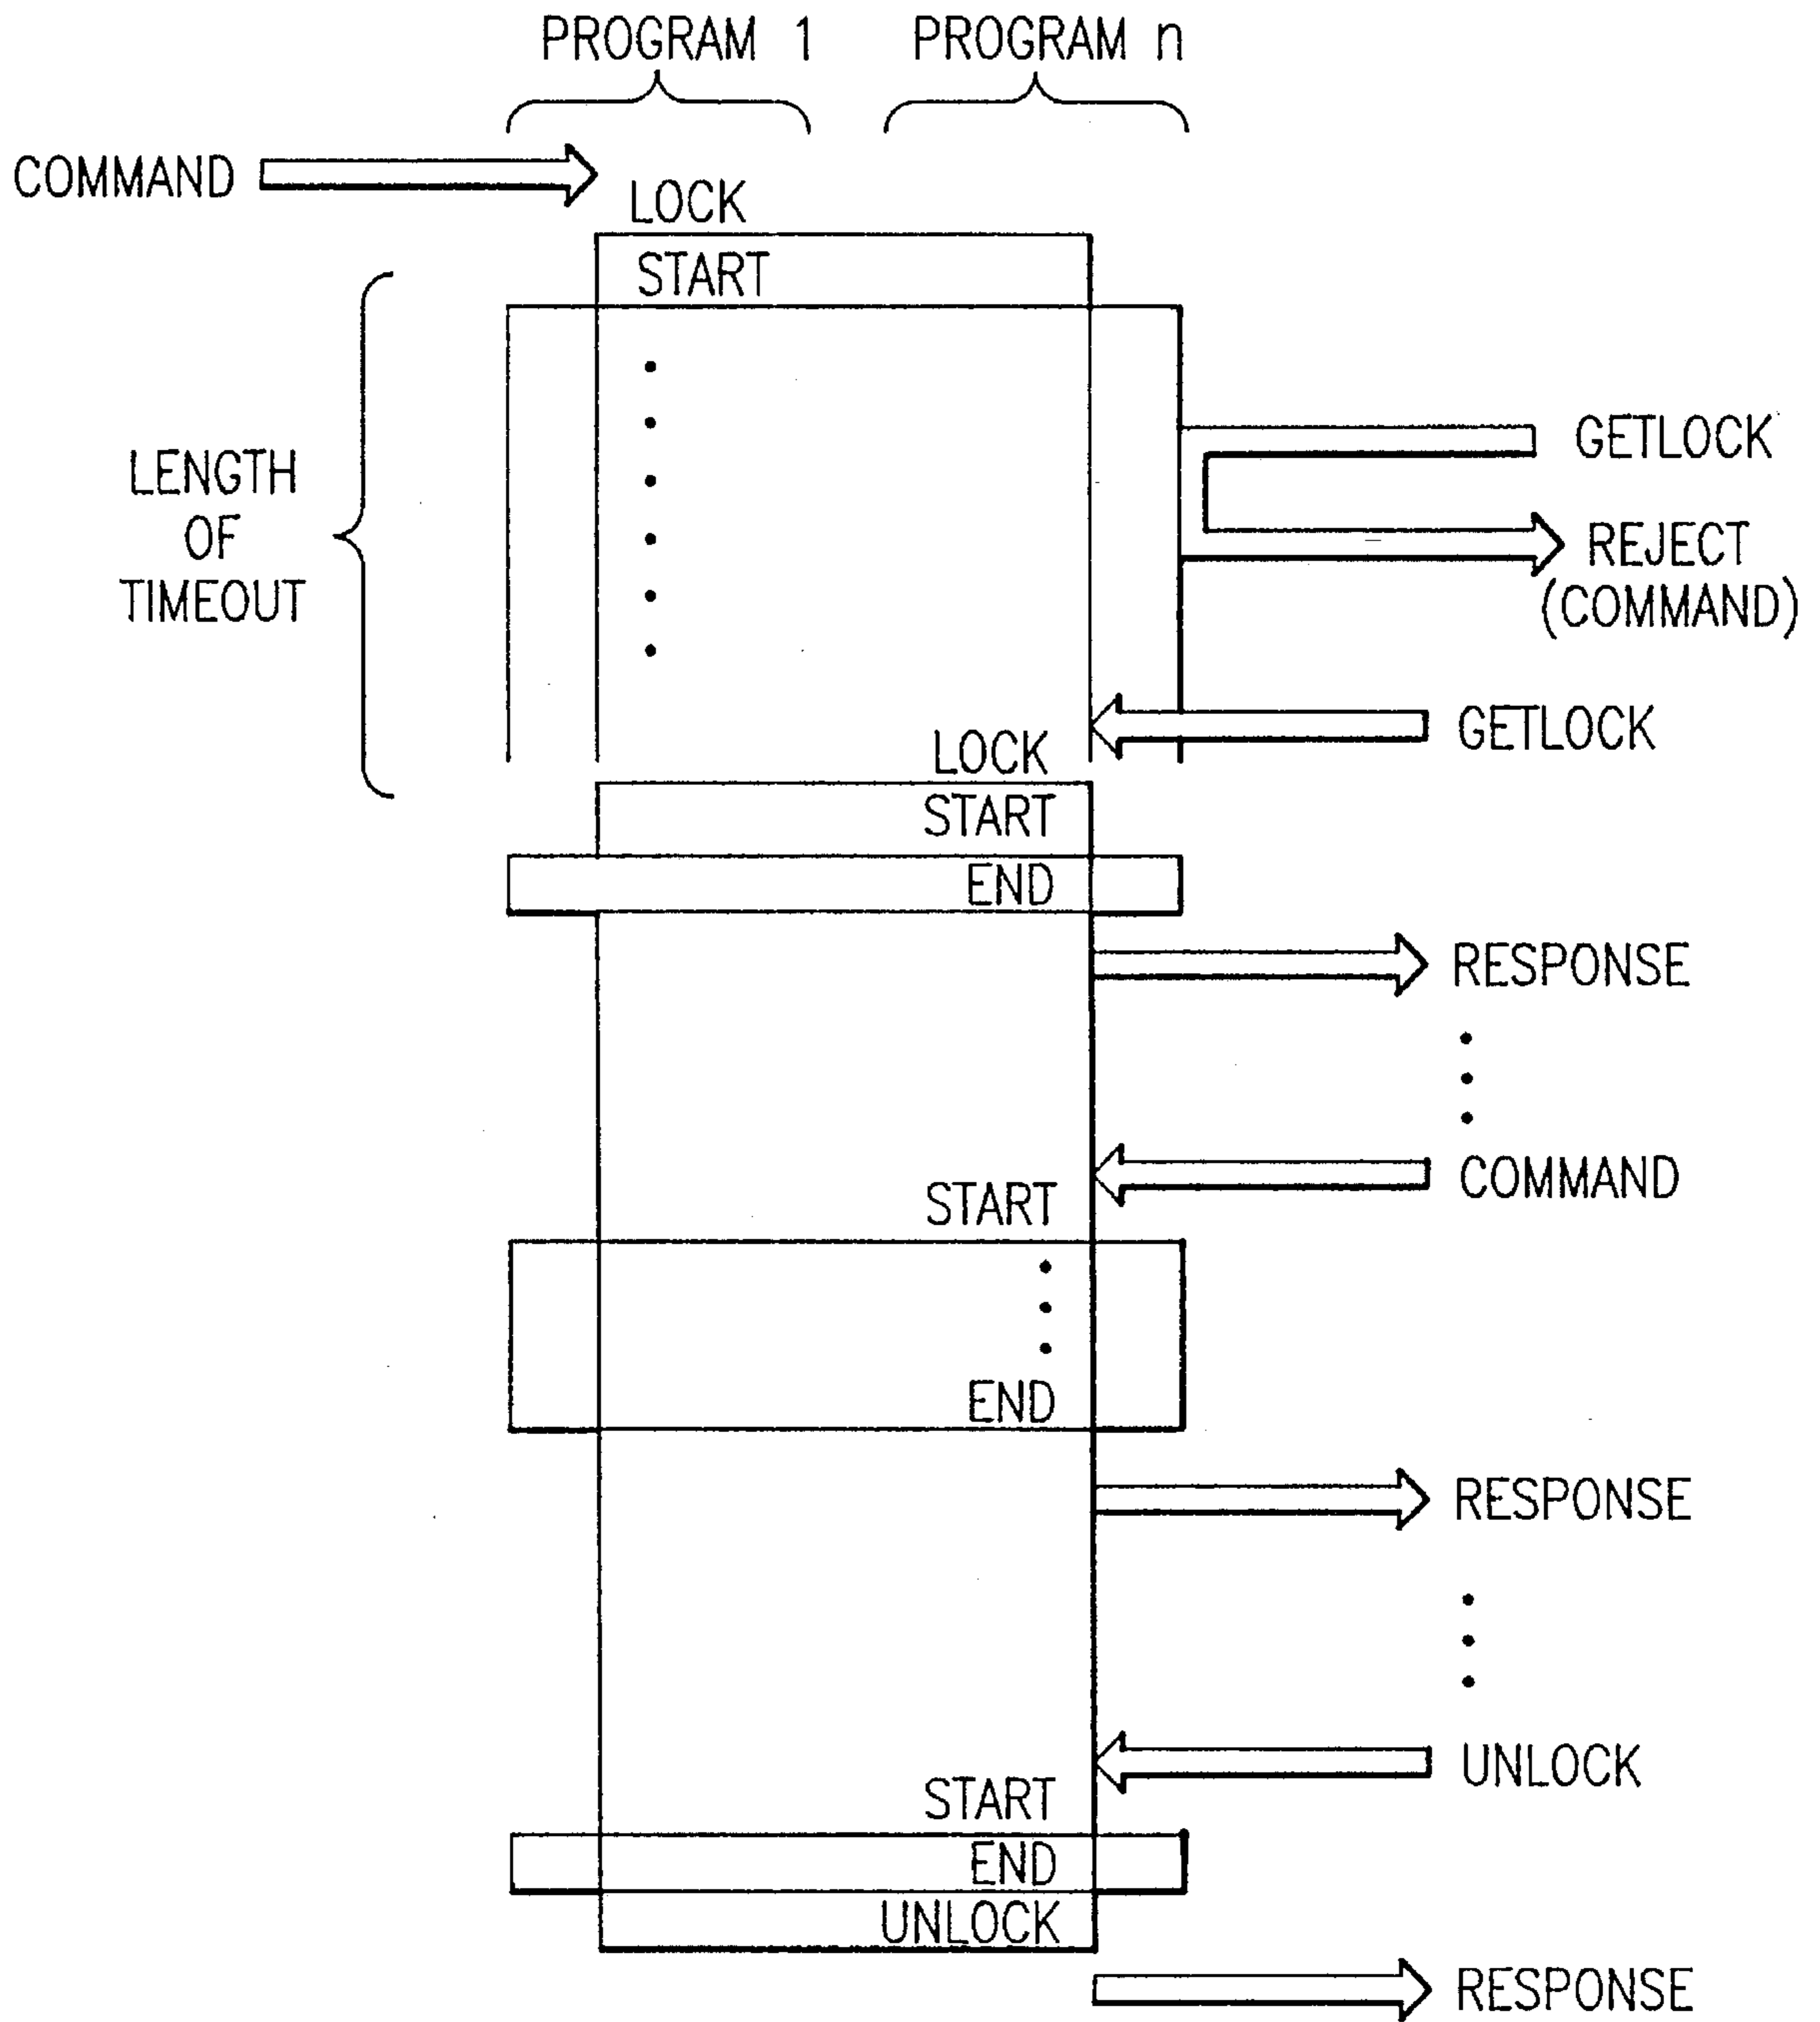 PROGRAM 1
PROGRAM n
COMMAND
LOCK
START
LENGTH
OF
TIMEOUT
GETLOCK
REJECT
(COMMAND)
GETLOCK
LOCK
START
END
RESPONSE
COMMAND
START
END
RESPONSE
UNLOCK
START
END
UNLOCK
RESPONSE